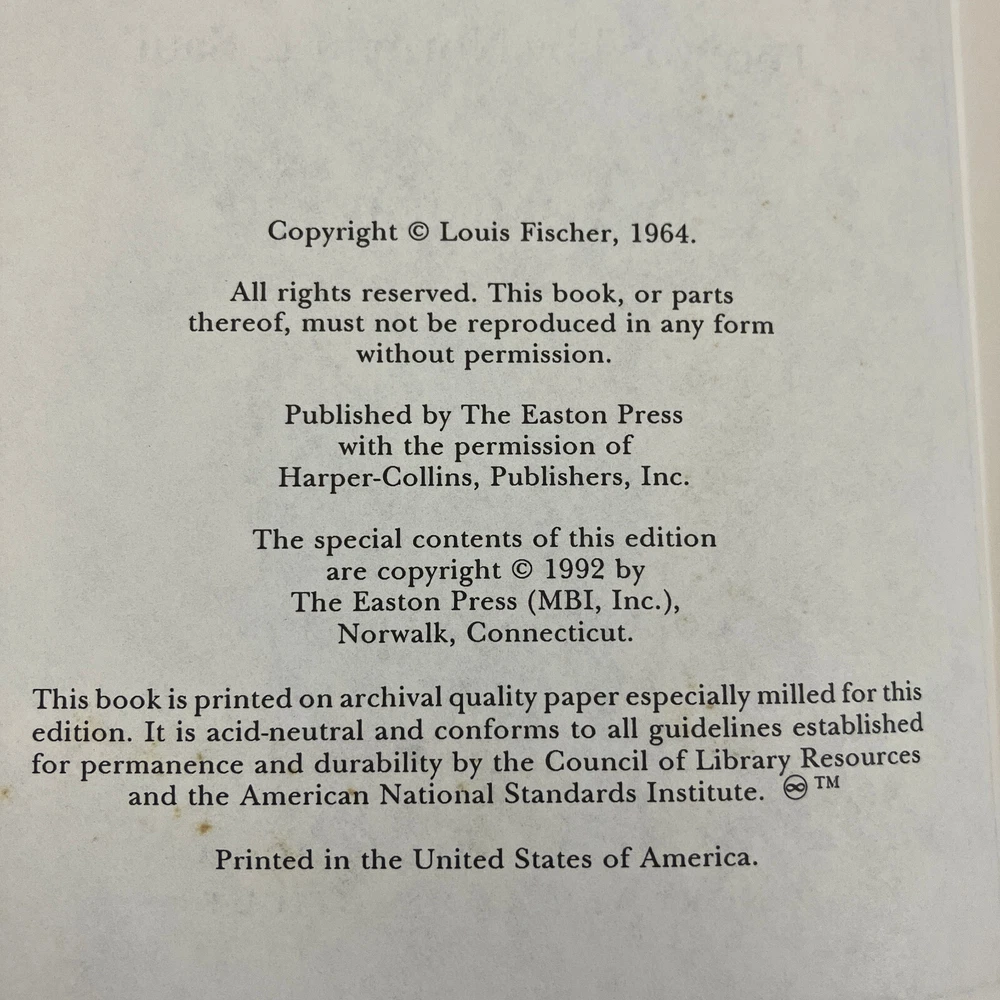 Copyright © Louis Fischer, 1964.
All rights reserved. This book, or parts
thereof, must not be reproduced in any form
without permission.
Published by The Easton Press
with the permission of
Harper-Collins, Publishers, Inc.
The special contents of this edition
are copyright © 1992 by
The Easton Press (MBI, Inc.),
Norwalk, Connecticut.
This book is printed on archival quality paper especially milled for this
edition. It is acid-neutral and conforms to all guidelines established
for permanence and durability by the Council of Library Resources
and the American National Standards Institute. ♾ ™
Printed in the United States of America.